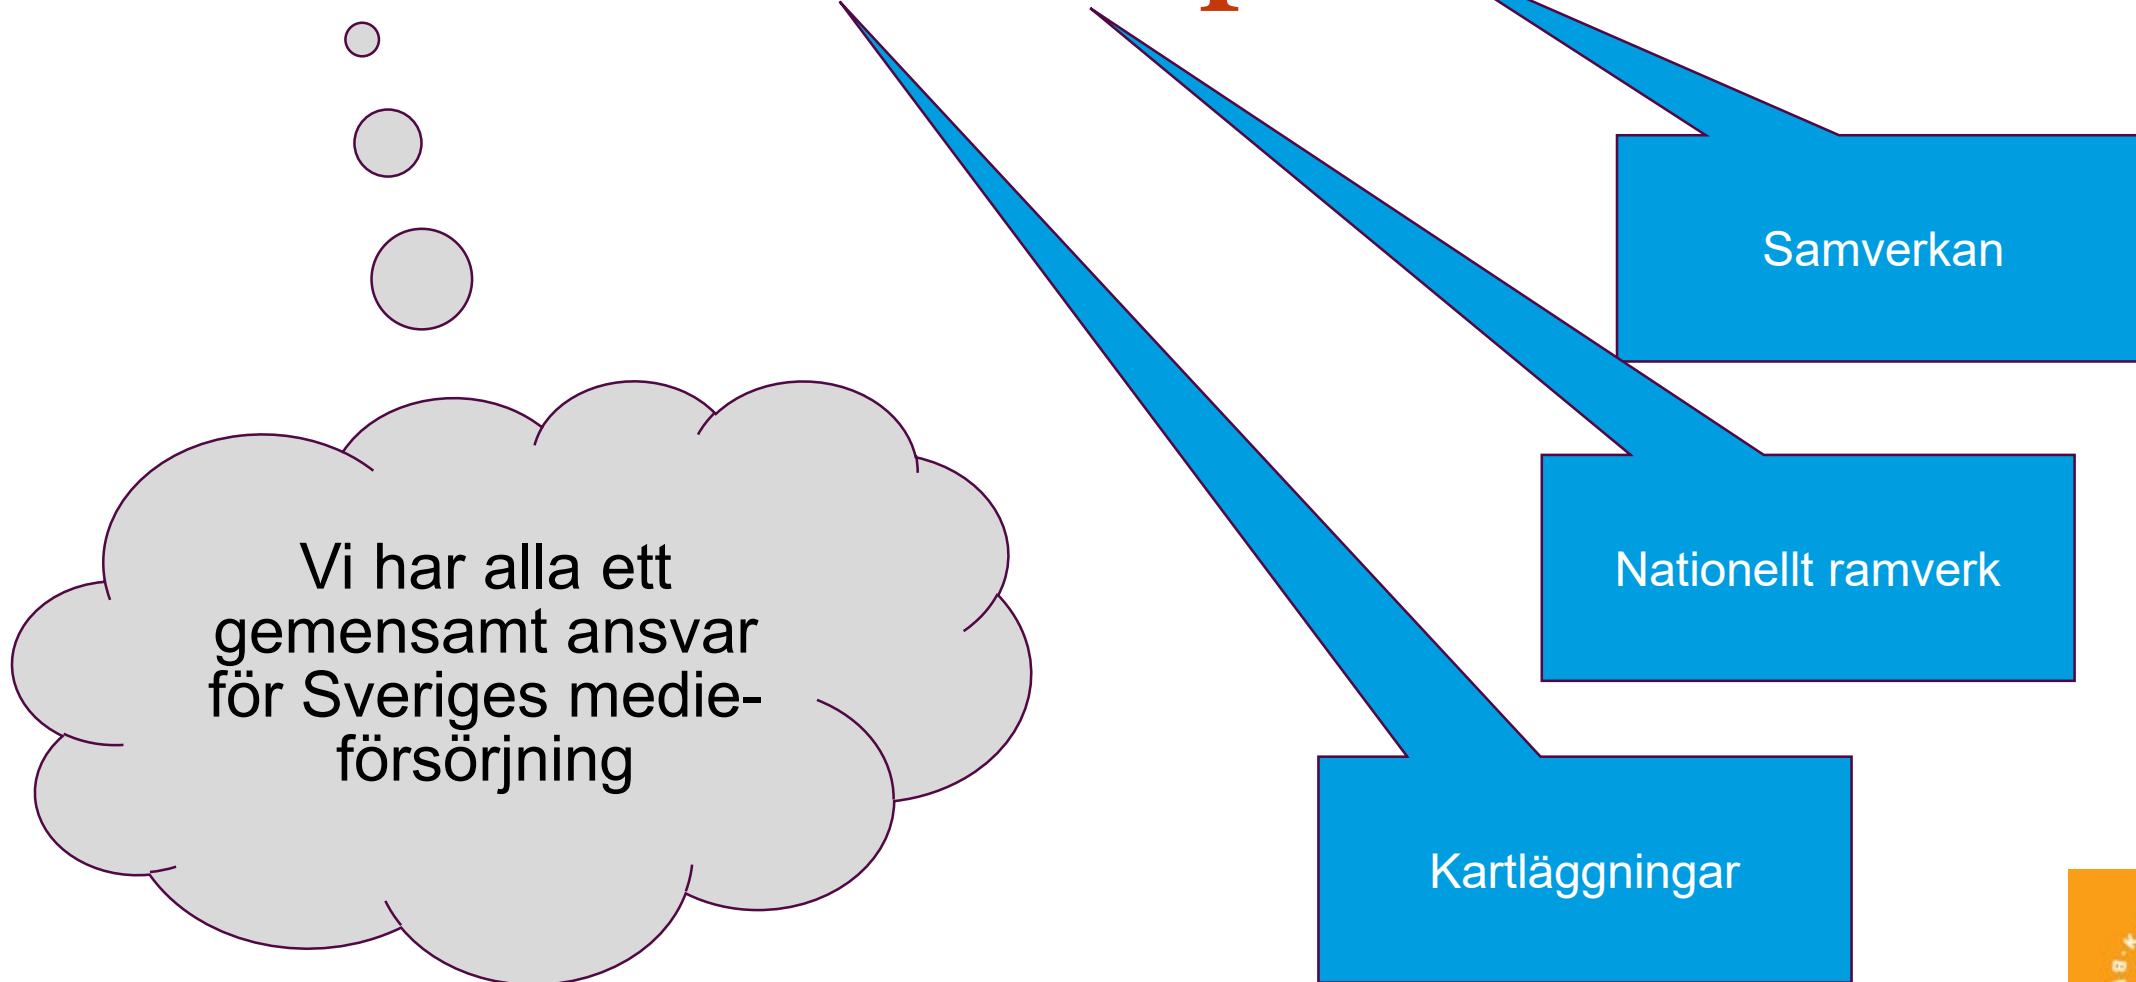 Samverkan
Vi har alla ett
gemensamt ansvar
för Sveriges medie-
försörjning
Nationellt ramverk
Kartläggningar